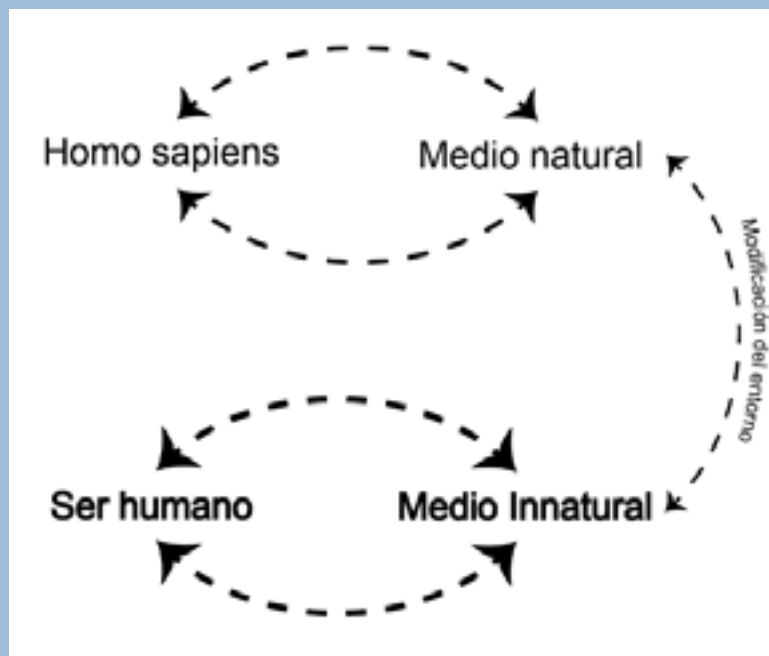 Homo sapiens
Medio natural
Modificación del entorno
Ser humano
Medio Innatural